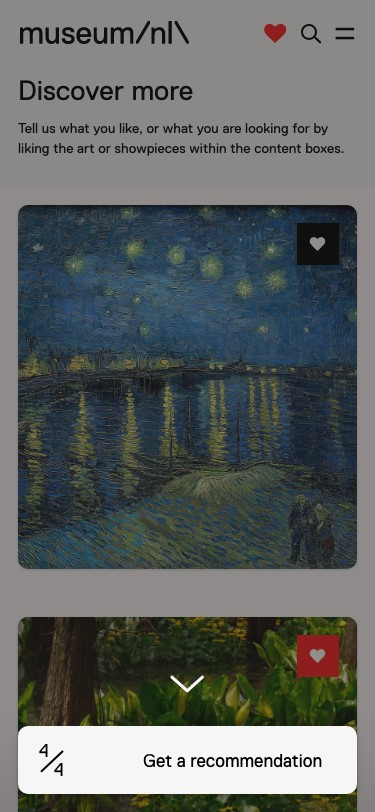 museum/nl\
Discover more
Tell us what you like, or what you are looking for by
liking the art or showpieces within the content boxes.
4/4
Get a recommendation